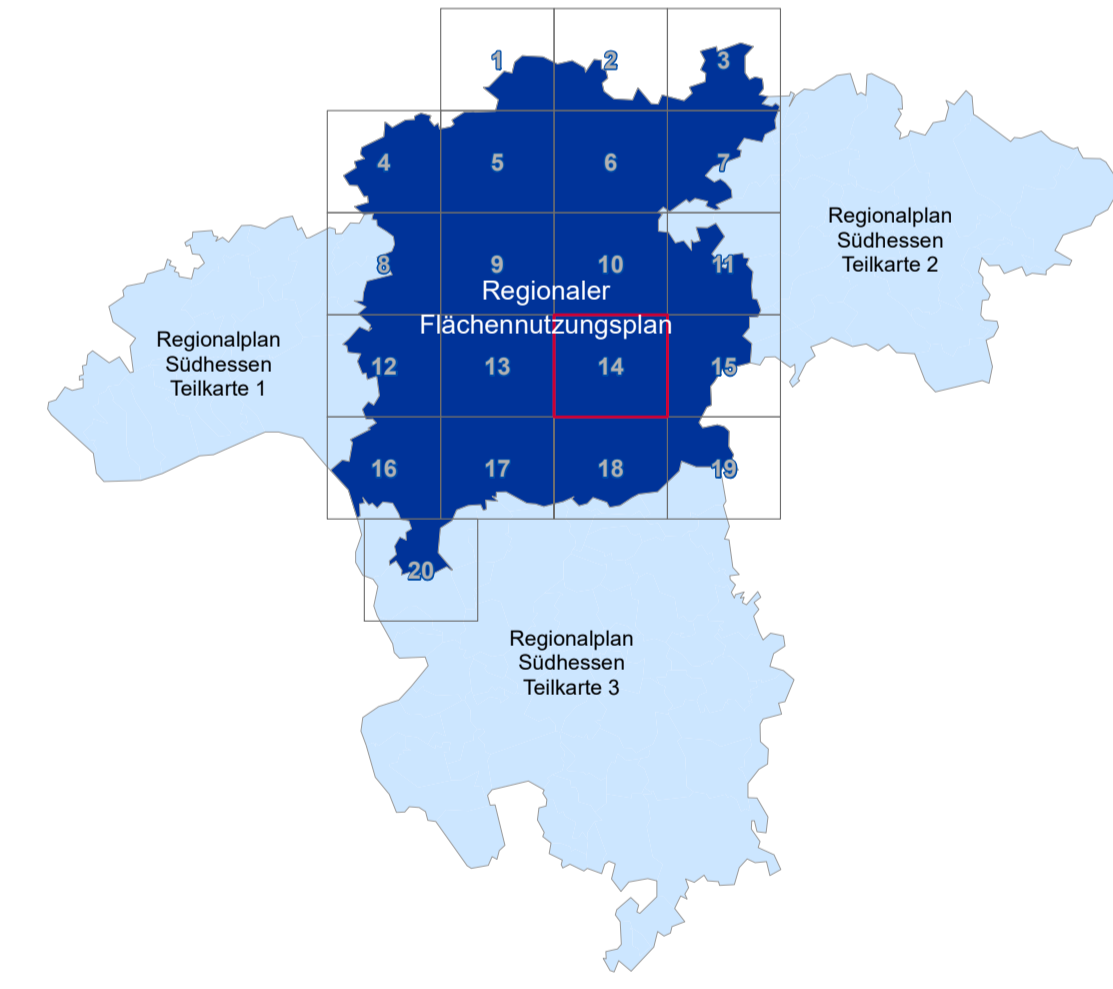 1
2
3
4
5
6
7
Regionalplan
Südhessen
Teilkarte 2
8
9
10
11
Regionaler
Flächennutzungsplan
Regionalplan
Südhessen
Teilkarte 1
12
13
14
15
16
17
18
19
20
Regionalplan
Südhessen
Teilkarte 3